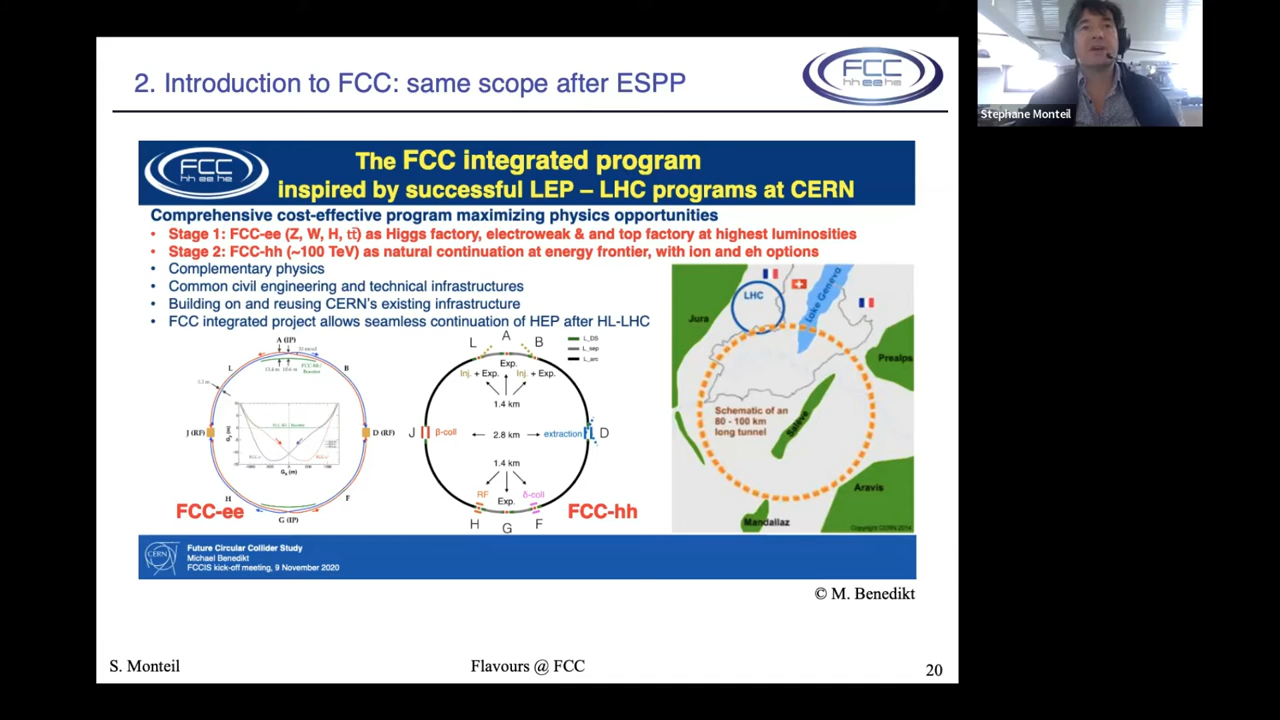 2. Introduction to FCC: same scope after ESPP
FCC
hh ee he
Stephane Monteil
FCC
hh ee he
The FCC integrated program
inspired by successful LEP – LHC programs at CERN
Comprehensive cost-effective program maximizing physics opportunities
• Stage 1: FCC-ee (Z, W, H, tt̄) as Higgs factory, electroweak & and top factory at highest luminosities
• Stage 2: FCC-hh (~100 TeV) as natural continuation at energy frontier, with ion and eh options
• Complementary physics
• Common civil engineering and technical infrastructures
• Building on and reusing CERN's existing infrastructure
• FCC integrated project allows seamless continuation of HEP after HL-LHC
A (IP)
L
B
J (RF)
D (RF)
H
F
G (IP)
FCC-ee
L
A
B
L_DS
L_sep
L_arc
Exp.
Inj. + Exp.
Inj. + Exp.
1.4 km
J
β-coll
2.8 km
extraction
D
1.4 km
RF
Exp.
δ-coll
H
G
F
FCC-hh
LHC
Lake Geneva
Jura
Prealps
Schematic of an
80 - 100 km
long tunnel
Salève
Aravis
Mandallaz
Copyright CERN 2014
CERN
Future Circular Collider Study
Michael Benedikt
FCCIS kick-off meeting, 9 November 2020
© M. Benedikt
S. Monteil
Flavours @ FCC
20